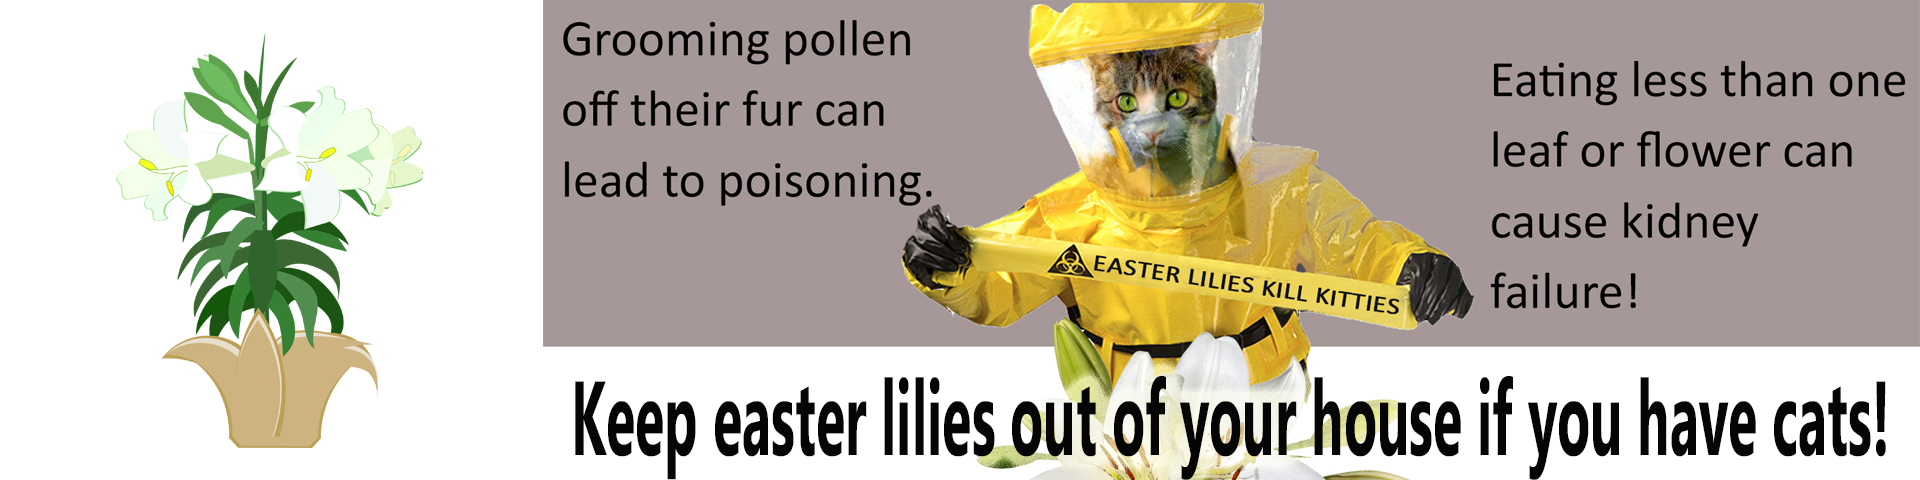 Grooming pollen
off their fur can
lead to poisoning.
EASTER LILIES KILL KITTIES
Eating less than one
leaf or flower can
cause kidney
failure!
Keep easter lilies out of your house if you have cats!